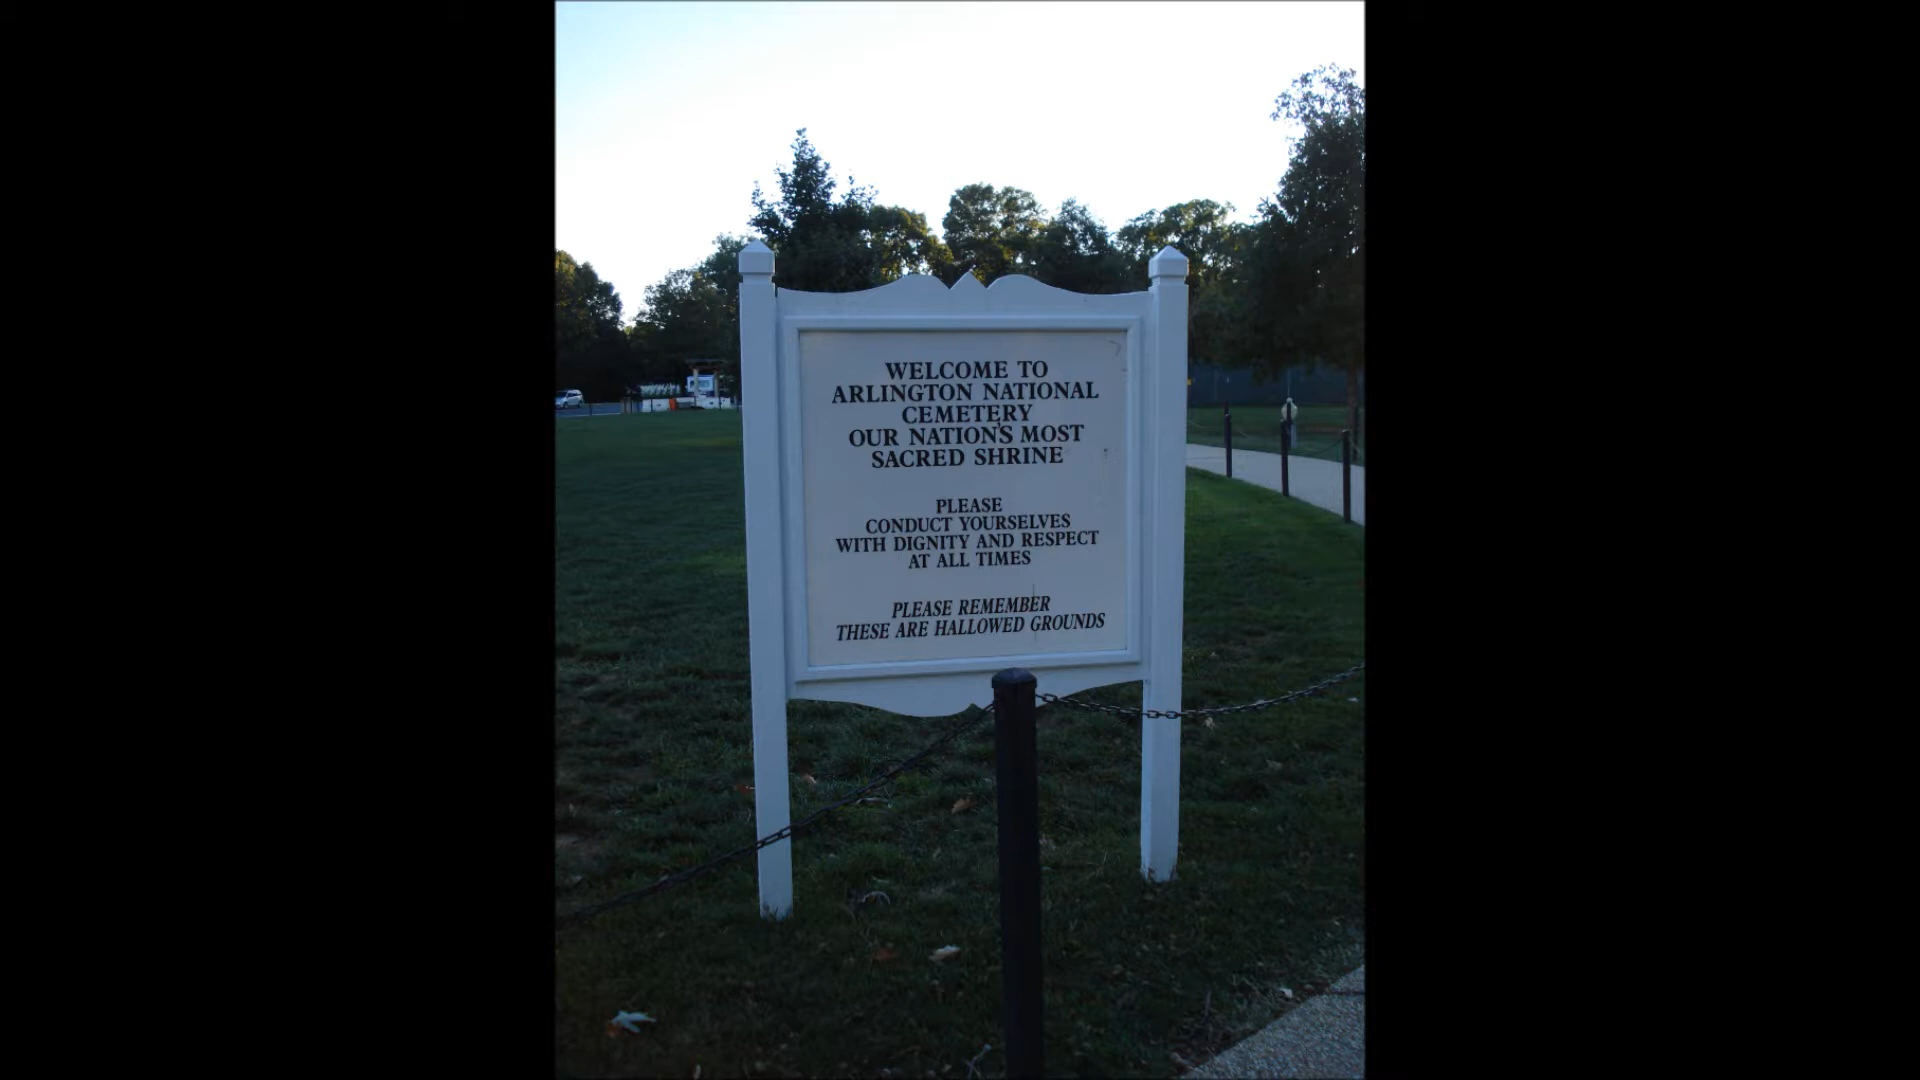 WELCOME TO
ARLINGTON NATIONAL
CEMETERY
OUR NATION'S MOST
SACRED SHRINE
PLEASE
CONDUCT YOURSELVES
WITH DIGNITY AND RESPECT
AT ALL TIMES
PLEASE REMEMBER
THESE ARE HALLOWED GROUNDS